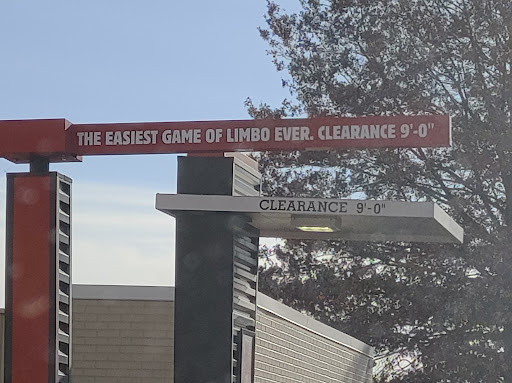 THE EASIEST GAME OF LIMBO EVER. CLEARANCE 9'-0"
CLEARANCE 9'-0"